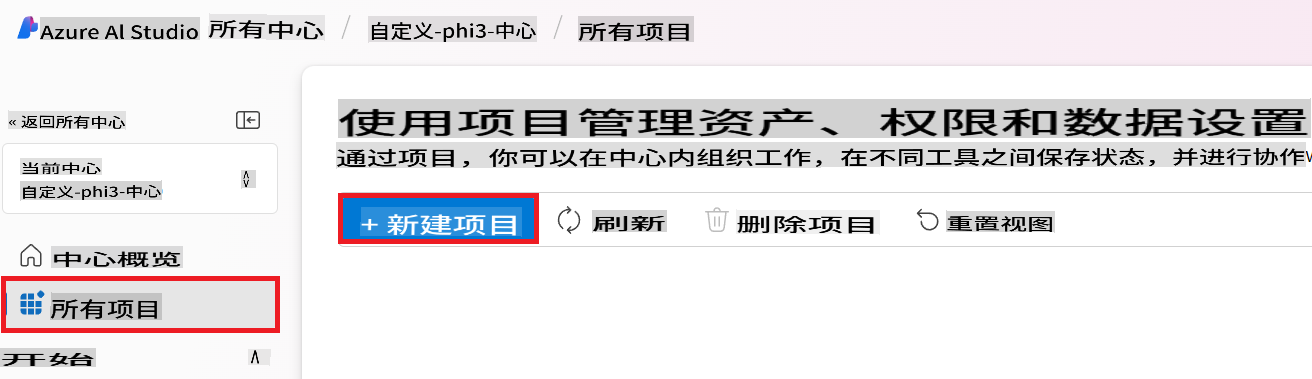 Azure AI Studio 所有中心 / 自定义-phi3-中心 / 所有项目
« 返回所有中心
当前中心
自定义-phi3-中心
中心概览
所有项目
开始
使用项目管理资产、权限和数据设置
通过项目，你可以在中心内组织工作，在不同工具之间保存状态，并进行协作
+ 新建项目 刷新 删除项目 重置视图